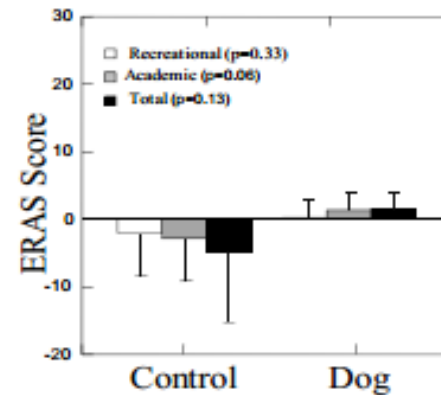 30
Recreational (p=0.33)
Academic (p=0.06)
Total (p=0.13)
20
10
0
-10
-20
ERAS Score
Control Dog